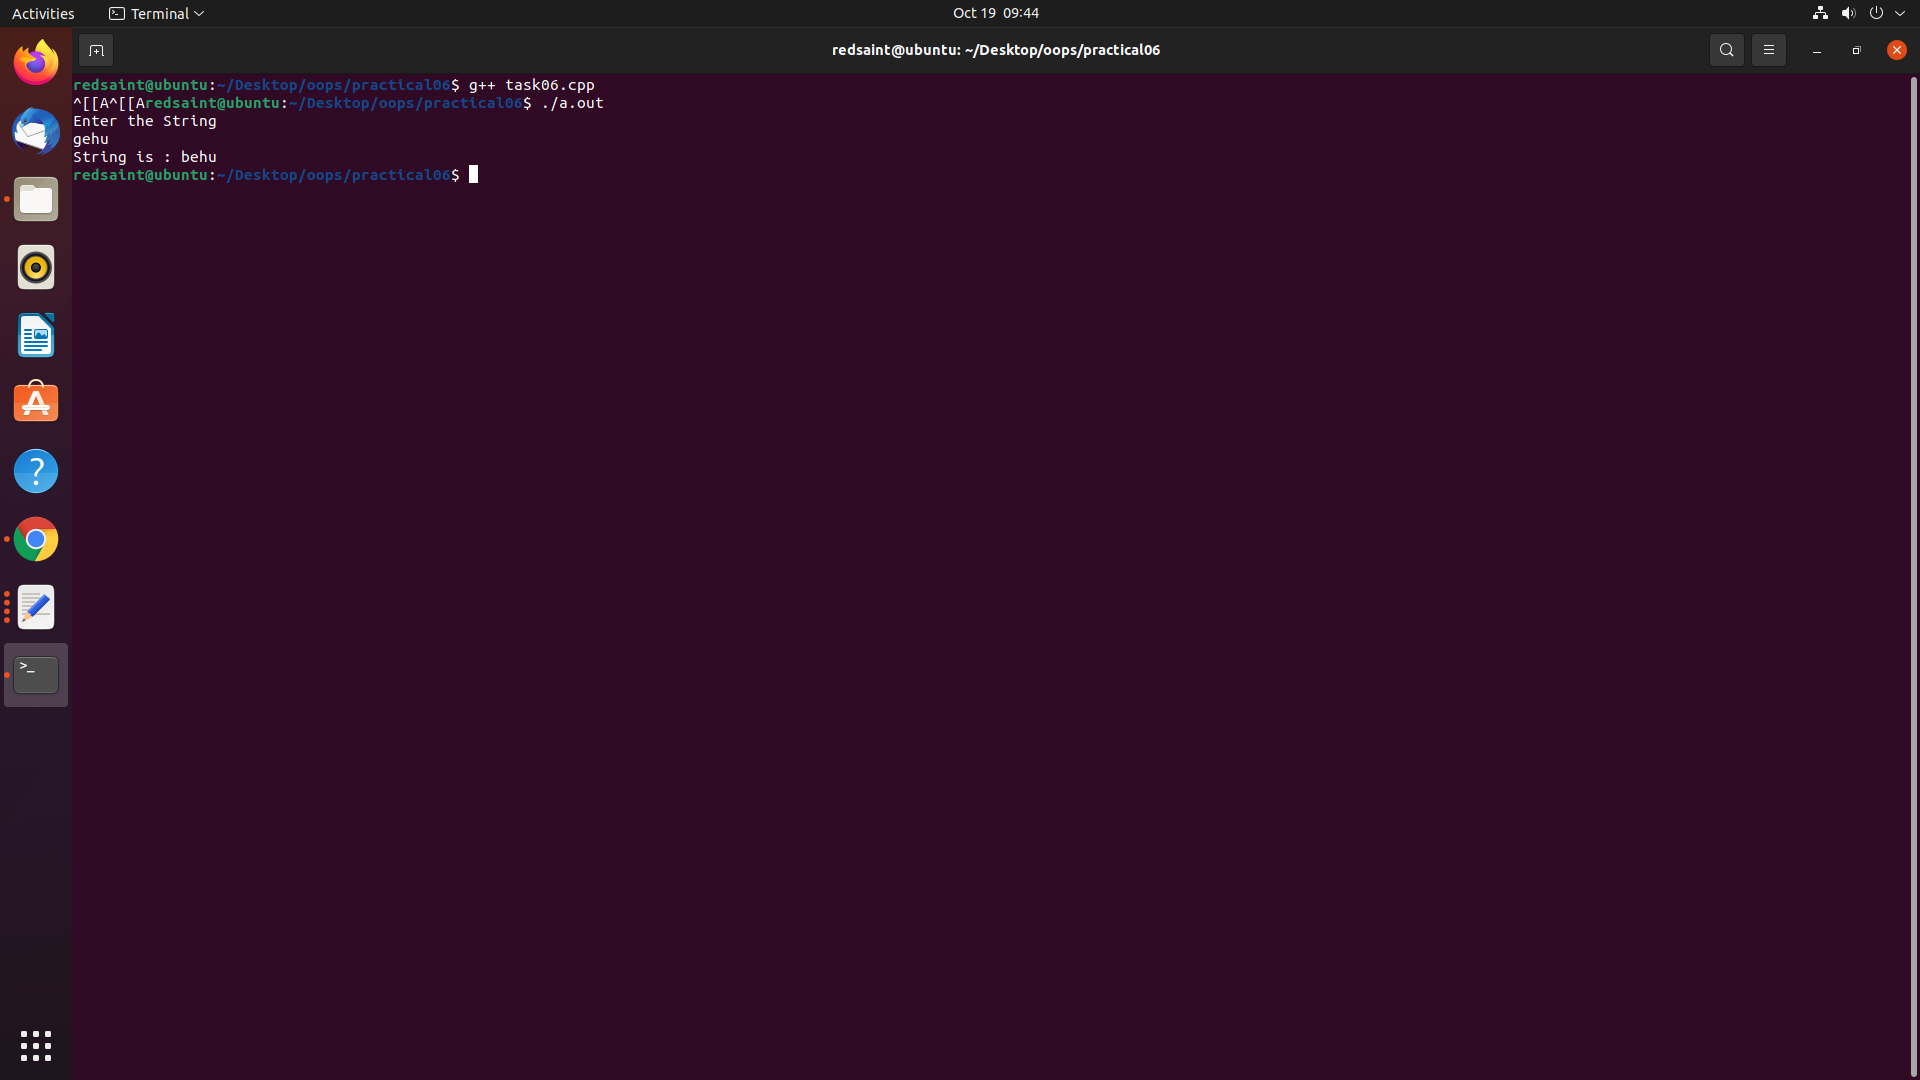 Activities
Terminal
Oct 19 09:44
redsaint@ubuntu: ~/Desktop/oops/practical06
redsaint@ubuntu:~/Desktop/oops/practical06$ g++ task06.cpp
^[[A^[[Aredsaint@ubuntu:~/Desktop/oops/practical06$ ./a.out
Enter the String
gehu
String is : behu
redsaint@ubuntu:~/Desktop/oops/practical06$